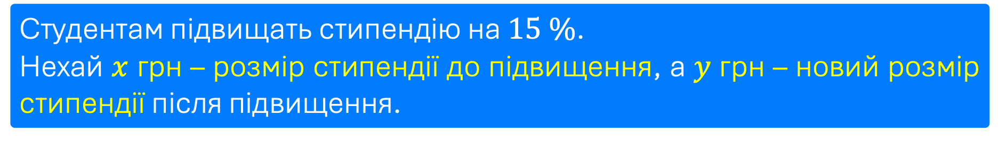 Студентам підвищать стипендію на 15 %.
Нехай x грн – розмір стипендії до підвищення, а y грн – новий розмір
стипендії після підвищення.